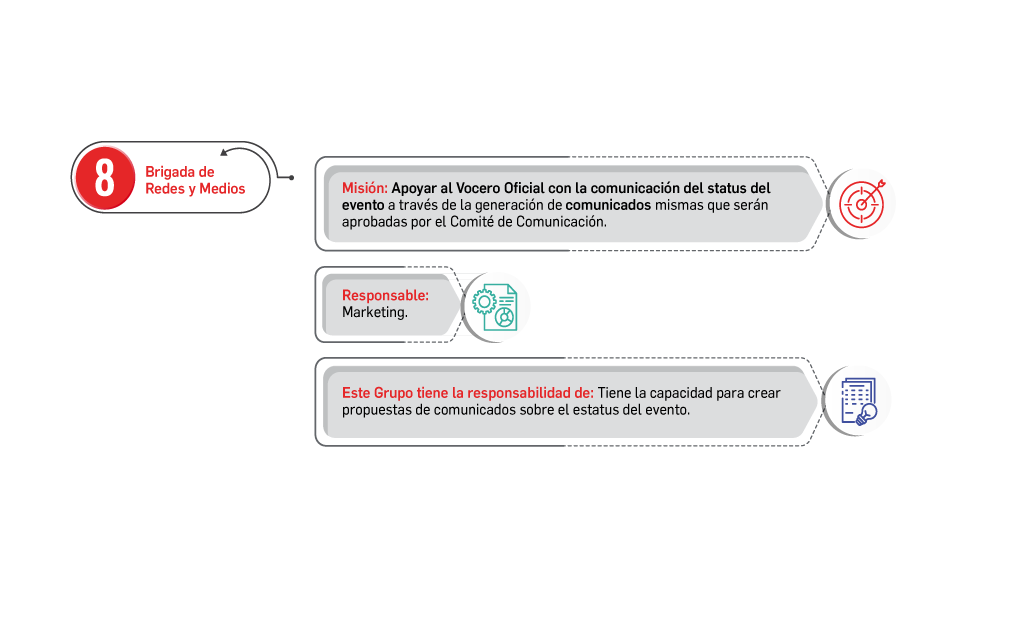 8
Brigada de
Redes y Medios
Misión: Apoyar al Vocero Oficial con la comunicación del status del
evento a través de la generación de comunicados mismas que serán
aprobadas por el Comité de Comunicación.
Responsable:
Marketing.
Este Grupo tiene la responsabilidad de: Tiene la capacidad para crear
propuestas de comunicados sobre el estatus del evento.